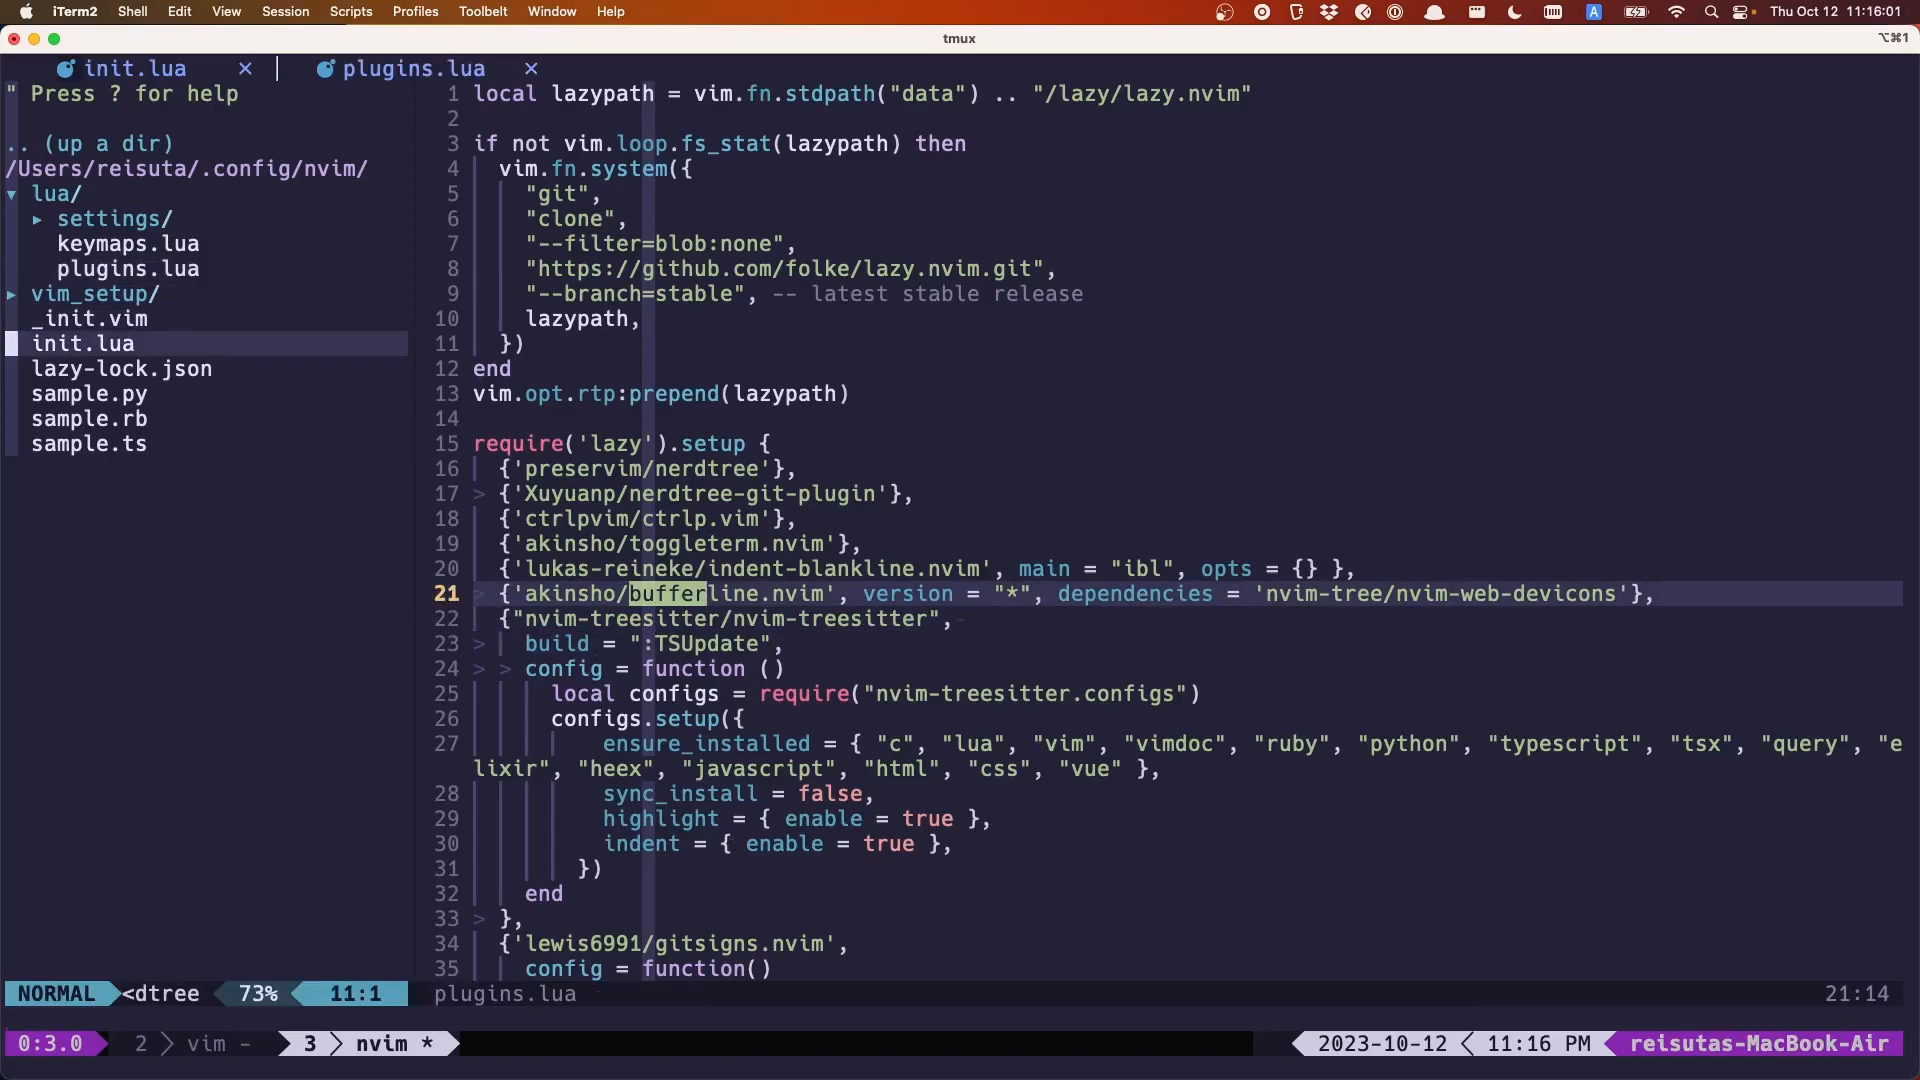 iTerm2 Shell Edit View Session Scripts Profiles Toolbelt Window Help A Thu Oct 12 11:16:01
tmux ⌥⌘1
init.lua × | plugins.lua ×
" Press ? for help
.. (up a dir)
/Users/reisuta/.config/nvim/
▾ lua/
▸ settings/
keymaps.lua
plugins.lua
▸ vim_setup/
_init.vim
init.lua
lazy-lock.json
sample.py
sample.rb
sample.ts
1 local lazypath = vim.fn.stdpath("data") .. "/lazy/lazy.nvim"
2
3 if not vim.loop.fs_stat(lazypath) then
4 vim.fn.system({
5 "git",
6 "clone",
7 "--filter=blob:none",
8 "https://github.com/folke/lazy.nvim.git",
9 "--branch=stable", -- latest stable release
10 lazypath,
11 })
12 end
13 vim.opt.rtp:prepend(lazypath)
14
15 require('lazy').setup {
16 {'preservim/nerdtree'},
17 > {'Xuyuanp/nerdtree-git-plugin'},
18 {'ctrlpvim/ctrlp.vim'},
19 {'akinsho/toggleterm.nvim'},
20 {'lukas-reineke/indent-blankline.nvim', main = "ibl", opts = {} },
21 > {'akinsho/bufferline.nvim', version = "*", dependencies = 'nvim-tree/nvim-web-devicons'},
22 {"nvim-treesitter/nvim-treesitter",-
23 > build = ":TSUpdate",
24 > > config = function ()
25 local configs = require("nvim-treesitter.configs")
26 configs.setup({
27 ensure_installed = { "c", "lua", "vim", "vimdoc", "ruby", "python", "typescript", "tsx", "query", "e
lixir", "heex", "javascript", "html", "css", "vue" },
28 sync_install = false,
29 highlight = { enable = true },
30 indent = { enable = true },
31 })
32 end
33 > },
34 {'lewis6991/gitsigns.nvim',
35 config = function()
NORMAL <dtree 73% 11:1 plugins.lua 21:14
0:3.0 2 > vim - 3 > nvim * 2023-10-12 < 11:16 PM reisutas-MacBook-Air